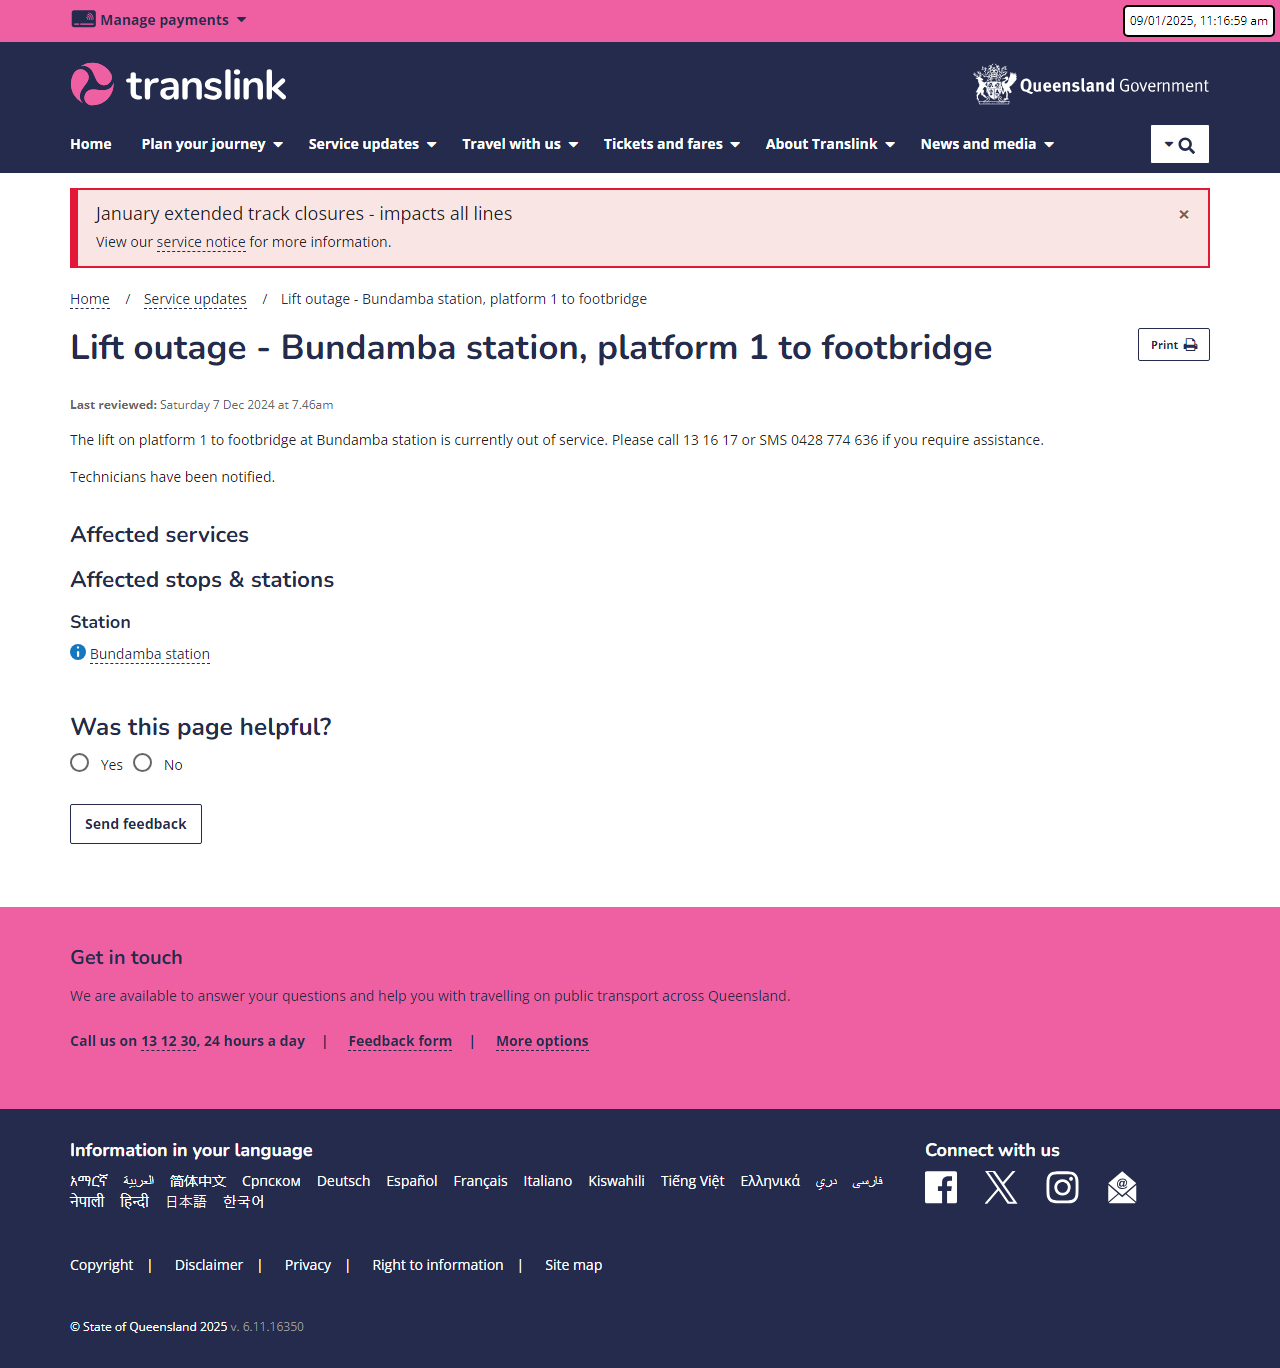 Manage payments
09/01/2025, 11:16:59 am
translink
Queensland Government
Home Plan your journey Service updates Travel with us Tickets and fares About Translink News and media
January extended track closures - impacts all lines
×
View our service notice for more information.
Home / Service updates / Lift outage - Bundamba station, platform 1 to footbridge
Lift outage - Bundamba station, platform 1 to footbridge
Print
Last reviewed: Saturday 7 Dec 2024 at 7.46am
The lift on platform 1 to footbridge at Bundamba station is currently out of service. Please call 13 16 17 or SMS 0428 774 636 if you require assistance.
Technicians have been notified.
Affected services
Affected stops & stations
Station
Bundamba station
Was this page helpful?
Yes No
Send feedback
Get in touch
We are available to answer your questions and help you with travelling on public transport across Queensland.
Call us on 13 12 30, 24 hours a day | Feedback form | More options
Information in your language
Connect with us
አማርኛ العربية 简体中文 Српском Deutsch Español Français Italiano Kiswahili Tiếng Việt Ελληνικά دري فارسی
नेपाली हिन्दी 日本語 한국어
Copyright | Disclaimer | Privacy | Right to information | Site map
© State of Queensland 2025 v. 6.11.16350